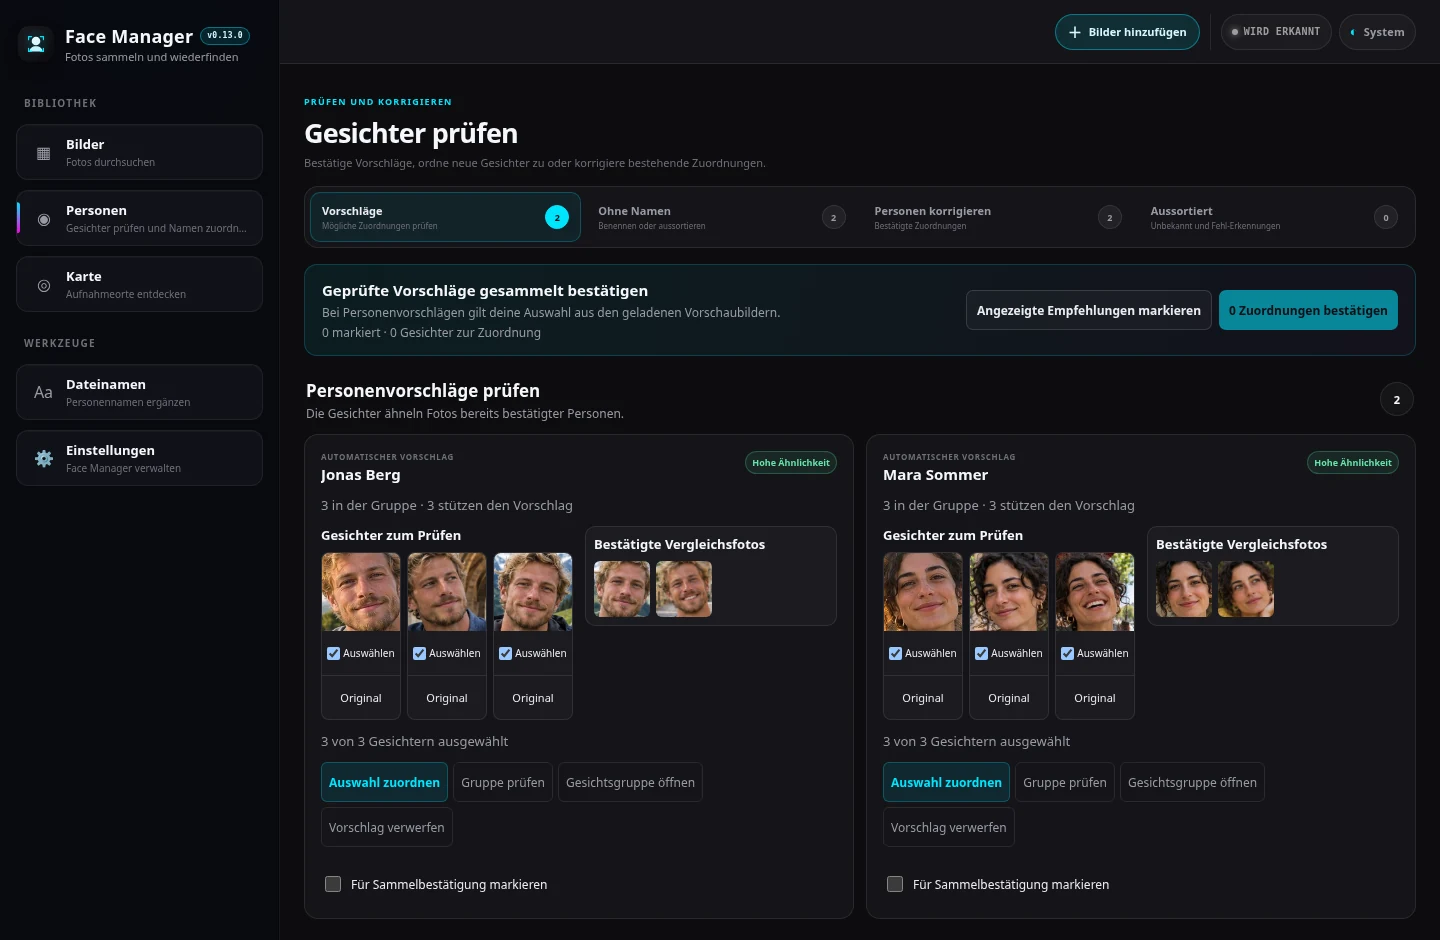 Face Manager v0.13.0
Fotos sammeln und wiederfinden
BIBLIOTHEK
Bilder
Fotos durchsuchen
Personen
Gesichter prüfen und Namen zuordn...
Karte
Aufnahmeorte entdecken
WERKZEUGE
Aa
Dateinamen
Personennamen ergänzen
Einstellungen
Face Manager verwalten
+ Bilder hinzufügen
WIRD ERKANNT
System
PRÜFEN UND KORRIGIEREN
Gesichter prüfen
Bestätige Vorschläge, ordne neue Gesichter zu oder korrigiere bestehende Zuordnungen.
Vorschläge
Mögliche Zuordnungen prüfen
2
Ohne Namen
Benennen oder aussortieren
2
Personen korrigieren
Bestätigte Zuordnungen
2
Aussortiert
Unbekannt und Fehl-Erkennungen
0
Geprüfte Vorschläge gesammelt bestätigen
Bei Personenvorschlägen gilt deine Auswahl aus den geladenen Vorschaubildern.
0 markiert · 0 Gesichter zur Zuordnung
Angezeigte Empfehlungen markieren
0 Zuordnungen bestätigen
Personenvorschläge prüfen
Die Gesichter ähneln Fotos bereits bestätigter Personen.
2
AUTOMATISCHER VORSCHLAG
Jonas Berg
Hohe Ähnlichkeit
3 in der Gruppe · 3 stützen den Vorschlag
Gesichter zum Prüfen
Bestätigte Vergleichsfotos
Auswählen Auswählen Auswählen
Original Original Original
3 von 3 Gesichtern ausgewählt
Auswahl zuordnen Gruppe prüfen Gesichtsgruppe öffnen
Vorschlag verwerfen
Für Sammelbestätigung markieren
AUTOMATISCHER VORSCHLAG
Mara Sommer
Hohe Ähnlichkeit
3 in der Gruppe · 3 stützen den Vorschlag
Gesichter zum Prüfen
Bestätigte Vergleichsfotos
Auswählen Auswählen Auswählen
Original Original Original
3 von 3 Gesichtern ausgewählt
Auswahl zuordnen Gruppe prüfen Gesichtsgruppe öffnen
Vorschlag verwerfen
Für Sammelbestätigung markieren